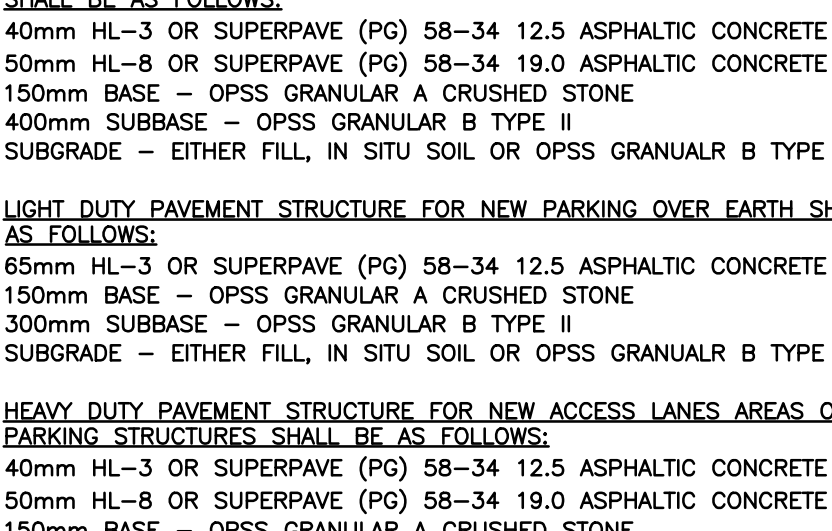 SHALL BE AS FOLLOWS:
40mm HL-3 OR SUPERPAVE (PG) 58-34 12.5 ASPHALTIC CONCRETE
50mm HL-8 OR SUPERPAVE (PG) 58-34 19.0 ASPHALTIC CONCRETE
150mm BASE - OPSS GRANULAR A CRUSHED STONE
400mm SUBBASE - OPSS GRANULAR B TYPE II
SUBGRADE - EITHER FILL, IN SITU SOIL OR OPSS GRANUALR B TYPE
LIGHT DUTY PAVEMENT STRUCTURE FOR NEW PARKING OVER EARTH SH
AS FOLLOWS:
65mm HL-3 OR SUPERPAVE (PG) 58-34 12.5 ASPHALTIC CONCRETE
150mm BASE - OPSS GRANULAR A CRUSHED STONE
300mm SUBBASE - OPSS GRANULAR B TYPE II
SUBGRADE - EITHER FILL, IN SITU SOIL OR OPSS GRANUALR B TYPE
HEAVY DUTY PAVEMENT STRUCTURE FOR NEW ACCESS LANES AREAS O
PARKING STRUCTURES SHALL BE AS FOLLOWS:
40mm HL-3 OR SUPERPAVE (PG) 58-34 12.5 ASPHALTIC CONCRETE
50mm HL-8 OR SUPERPAVE (PG) 58-34 19.0 ASPHALTIC CONCRETE
150mm BASE - OPSS GRANULAR A CRUSHED STONE